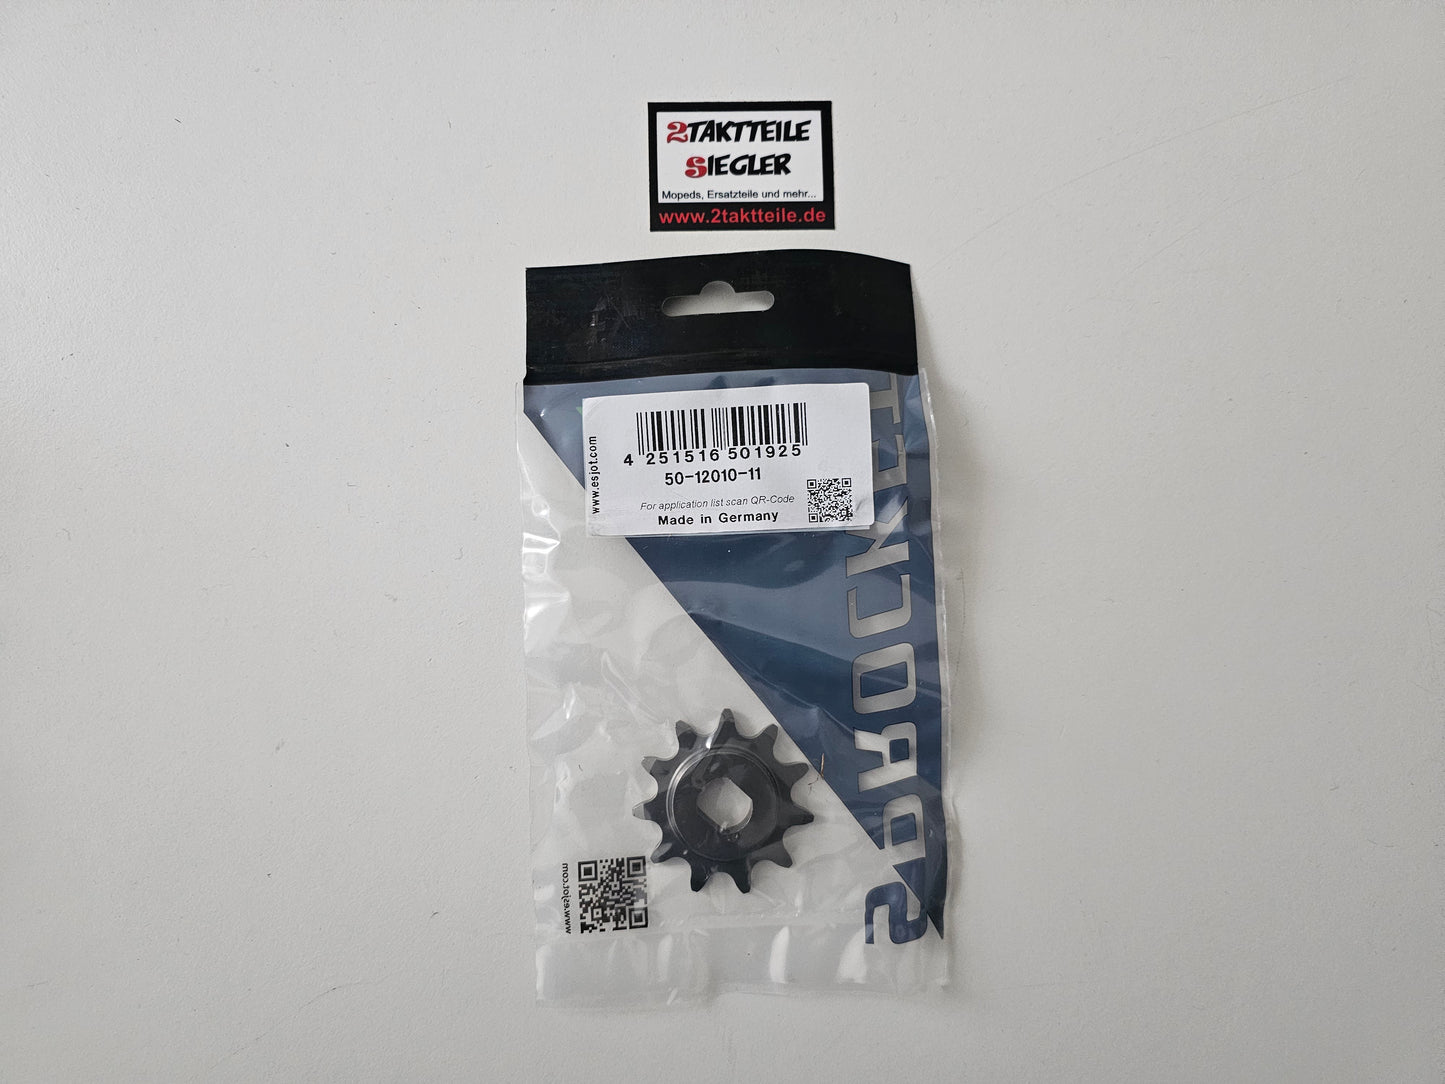 2TAKTTEILE
SIEGLER
Mopeds, Ersatzteile und mehr...
www.2taktteile.de
www.esjot.com
4 251516 501925
50-12010-11
For application list scan QR-Code
Made in Germany
SPROCKET
www.esjot.com